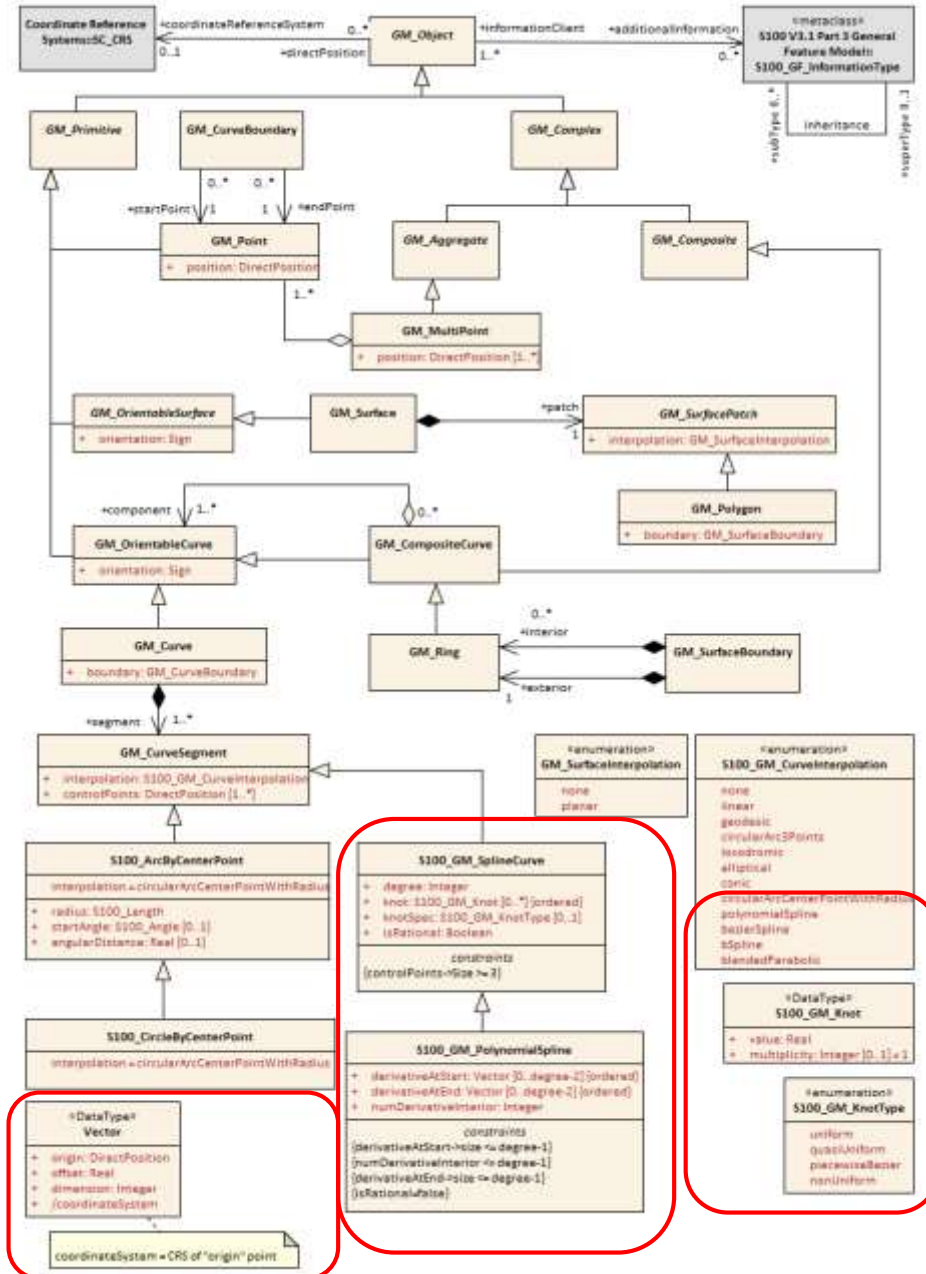 Coordinate Reference
Systems::SC_CRS
+coordinateReferenceSystem
0..1
0..*
+directPosition
GM_Object
+informationClient
1..*
+additionalInformation
0..*
«metaclass»
S100 V3.1 Part 3 General
Feature Model::
S100_GF_InformationType
+subType 0..*
inheritance
+superType 0..1
GM_Primitive
GM_CurveBoundary
GM_Complex
0..*
0..*
+startPoint
1
1
+endPoint
GM_Point
+ position: DirectPosition
GM_Aggregate
GM_Composite
1..*
GM_MultiPoint
+ position: DirectPosition [1..*]
GM_OrientableSurface
+ orientation: Sign
GM_Surface
+patch
1
GM_SurfacePatch
+ interpolation: GM_SurfaceInterpolation
GM_Polygon
+ boundary: GM_SurfaceBoundary
+component
1..*
0..*
GM_OrientableCurve
+ orientation: Sign
GM_CompositeCurve
GM_Curve
+ boundary: GM_CurveBoundary
GM_Ring
0..*
+interior
+exterior
1
GM_SurfaceBoundary
+segment
1..*
GM_CurveSegment
+ interpolation: S100_GM_CurveInterpolation
+ controlPoints: DirectPosition [1..*]
«enumeration»
GM_SurfaceInterpolation
none
planar
«enumeration»
S100_GM_CurveInterpolation
none
linear
geodesic
circularArc3Points
loxodromic
elliptical
conic
circularArcCenterPointWithRadius
polynomialSpline
bezierSpline
bSpline
blendedParabolic
S100_ArcByCenterPoint
interpolation = circularArcCenterPointWithRadius
+ radius: S100_Length
+ startAngle: S100_Angle [0..1]
+ angularDistance: Real [0..1]
S100_GM_SplineCurve
+ degree: Integer
+ knot: S100_GM_Knot [0..*] {ordered}
+ knotSpec: S100_GM_KnotType [0..1]
+ isRational: Boolean
constraints
{controlPoints->Size >= 3}
S100_CircleByCenterPoint
interpolation = circularArcCenterPointWithRadius
S100_GM_PolynomialSpline
+ derivativeAtStart: Vector [0..degree-2] {ordered}
+ derivativeAtEnd: Vector [0..degree-2] {ordered}
+ numDerivativeInterior: Integer
constraints
{derivativeAtStart->size <= degree-1}
{numDerivativeInterior <= degree-1}
{derivativeAtEnd->size <= degree-1}
{isRational=false}
«DataType»
S100_GM_Knot
+ value: Real
+ multiplicity: Integer [0..1] = 1
«enumeration»
S100_GM_KnotType
uniform
quasiUniform
piecewiseBezier
nonUniform
«DataType»
Vector
+ origin: DirectPosition
+ offset: Real
+ dimension: Integer
+ /coordinateSystem
coordinateSystem = CRS of "origin" point